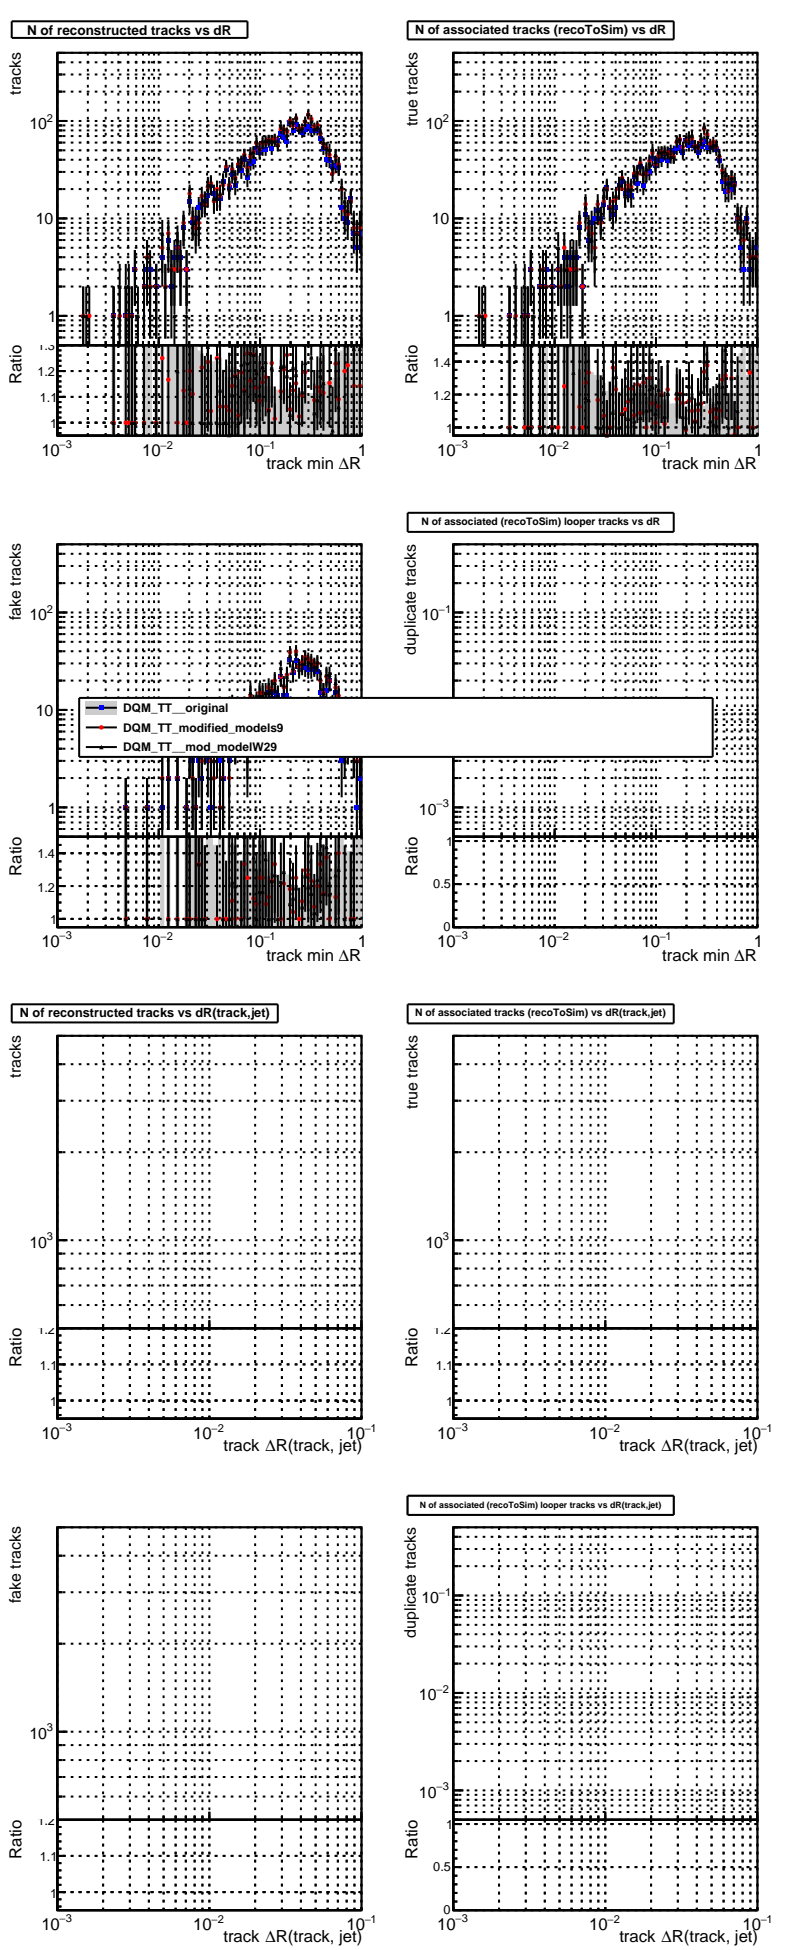 N of reconstructed tracks vs dR
tracks
10²
10
1
Ratio
1.3
1.2
1.1
1
10⁻³
10⁻²
10⁻¹
1
track min ΔR
N of associated tracks (recoToSim) vs dR
true tracks
10²
10
1
Ratio
1.4
1.2
1
10⁻³
10⁻²
10⁻¹
1
track min ΔR
fake tracks
10²
10
1
Ratio
1.4
1.2
1
10⁻³
10⁻²
10⁻¹
1
track min ΔR
N of associated (recoToSim) looper tracks vs dR
duplicate tracks
10⁻¹
10⁻³
Ratio
1
0.5
0
10⁻³
10⁻²
10⁻¹
1
track min ΔR
DQM_TT__original
DQM_TT_modified_models9
DQM_TT__mod_modelW29
N of reconstructed tracks vs dR(track,jet)
tracks
10³
Ratio
1.2
1.1
1
10⁻³
10⁻²
10⁻¹
track ΔR(track, jet)
N of associated tracks (recoToSim) vs dR(track,jet)
true tracks
10³
Ratio
1.2
1.1
1
10⁻³
10⁻²
10⁻¹
track ΔR(track, jet)
fake tracks
10³
Ratio
1.2
1.1
1
10⁻³
10⁻²
10⁻¹
track ΔR(track, jet)
N of associated (recoToSim) looper tracks vs dR(track,jet)
duplicate tracks
10⁻¹
10⁻²
10⁻³
Ratio
1
0.5
0
10⁻³
10⁻²
10⁻¹
track ΔR(track, jet)